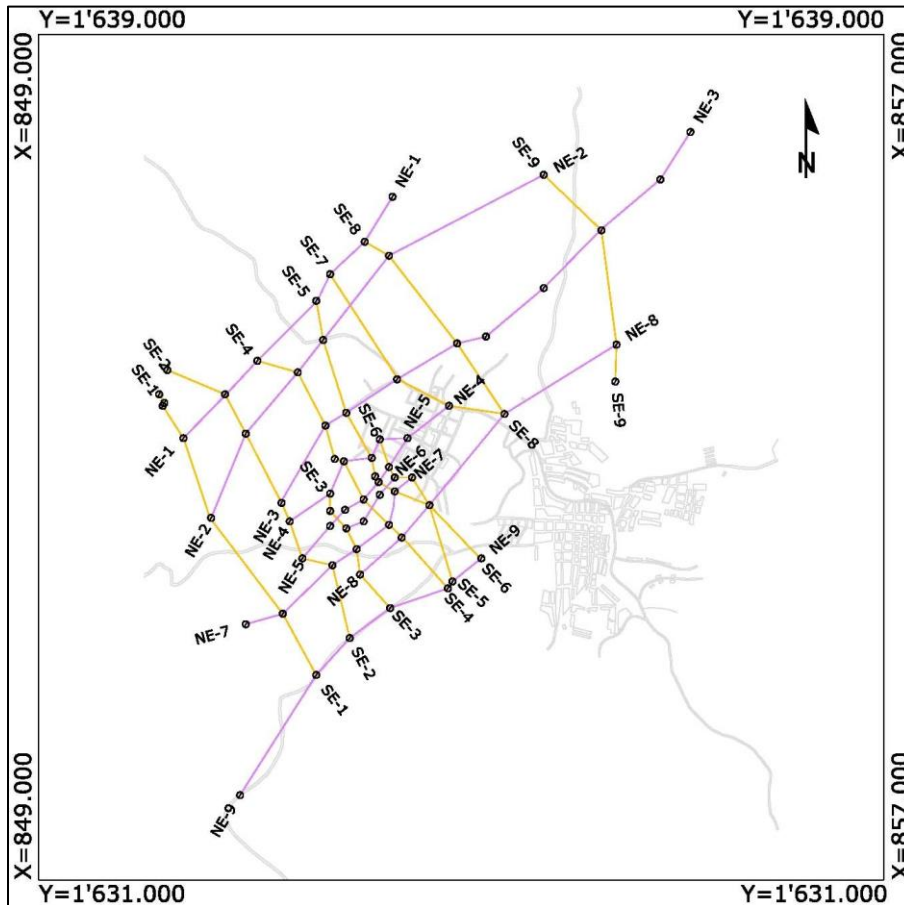 Y=1'639.000
Y=1'639.000
X=849.000
X=857.000
NE-3
SE-9
NE-2
NE-1
N
SE-8
SE-7
SE-5
NE-8
SE-4
SE-2
SE-9
SE-1
NE-4
NE-5
SE-6
SE-8
NE-1
NE-6
NE-7
SE-3
NE-3
NE-4
NE-2
NE-5
NE-9
NE-8
SE-6
SE-5
SE-4
SE-3
NE-7
SE-2
SE-1
NE-9
X=849.000
X=857.000
Y=1'631.000
Y=1'631.000